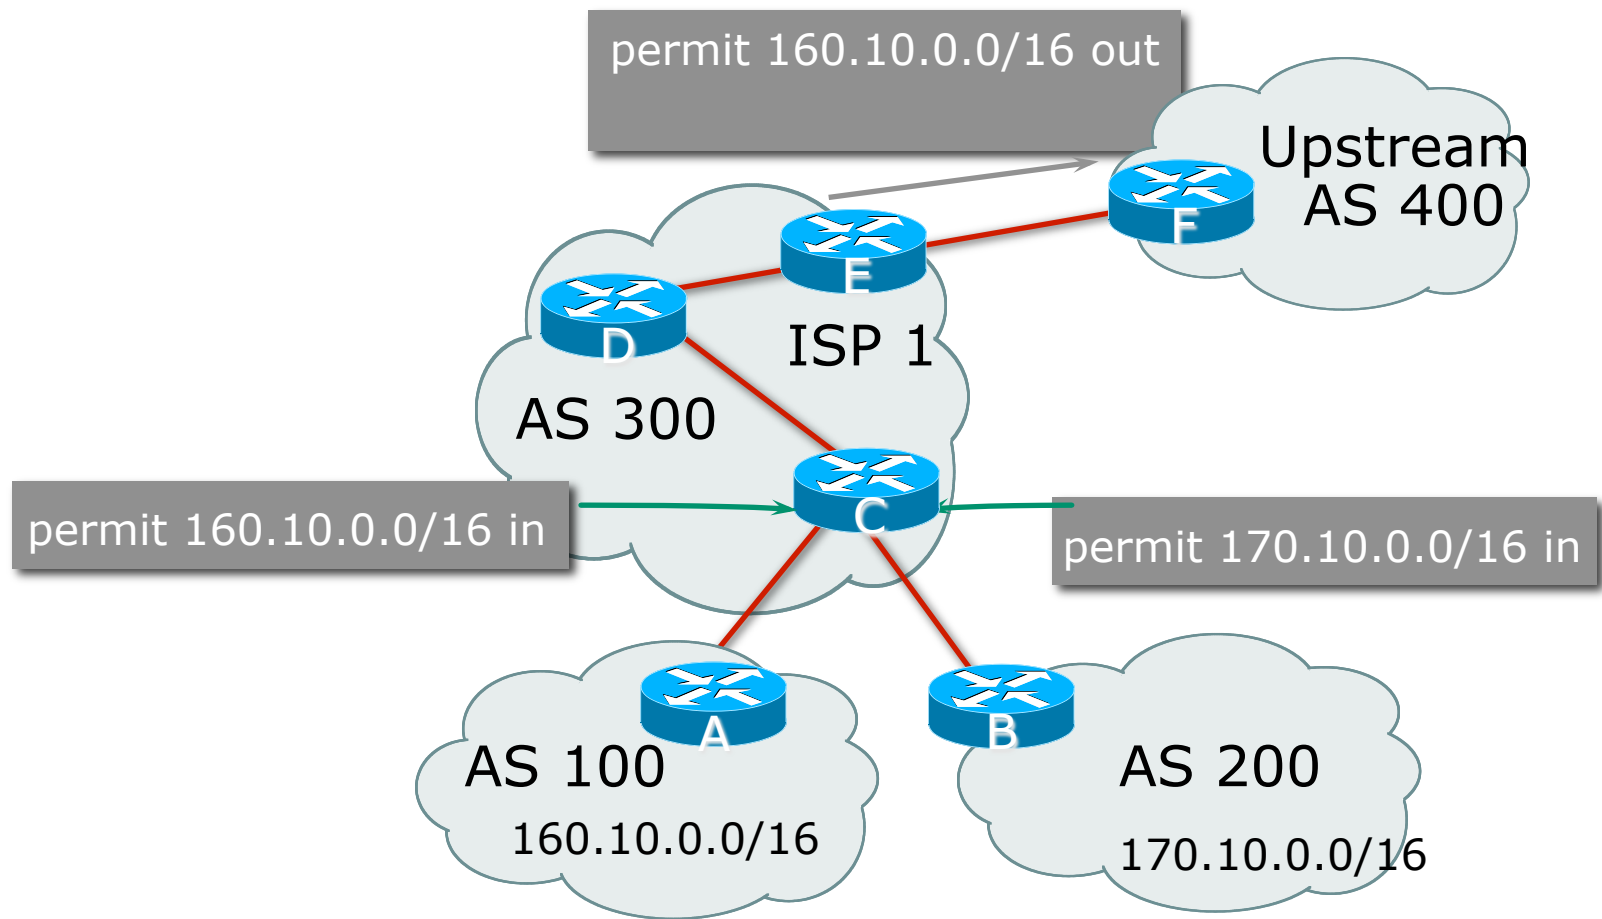 permit 160.10.0.0/16 out
Upstream
AS 400
F
E
D
ISP 1
AS 300
C
permit 160.10.0.0/16 in
permit 170.10.0.0/16 in
A
B
AS 100
AS 200
160.10.0.0/16
170.10.0.0/16